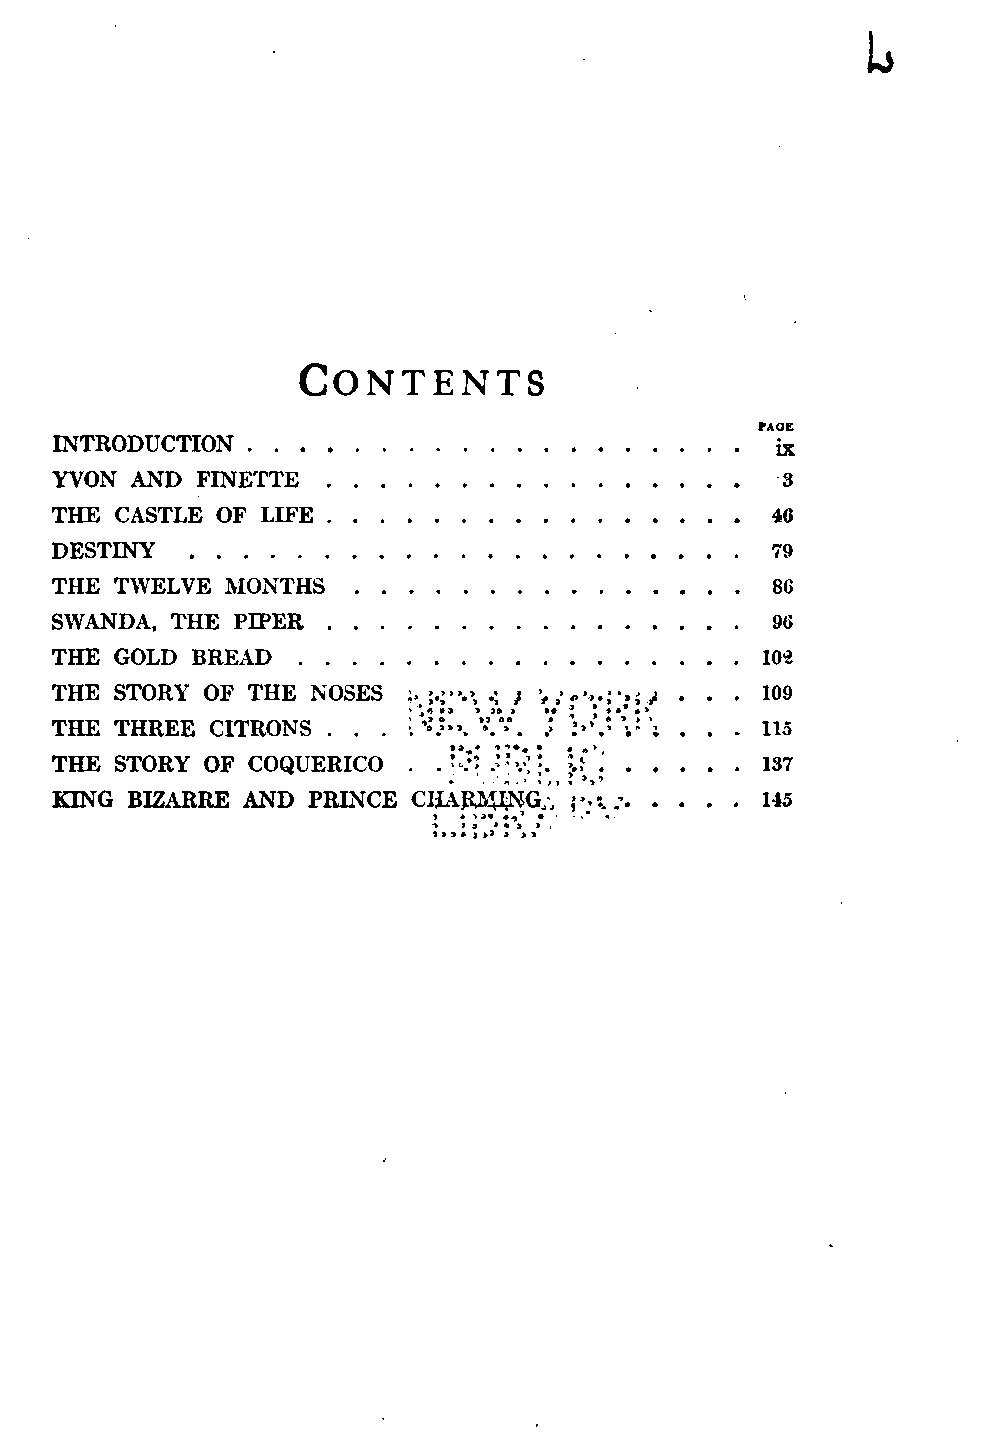 L
CONTENTS
PAGE
INTRODUCTION . . . . . . . . . . . . . . . . . . . ix
YVON AND FINETTE . . . . . . . . . . . . . . . . 3
THE CASTLE OF LIFE . . . . . . . . . . . . . . . . 46
DESTINY . . . . . . . . . . . . . . . . . . . . . 79
THE TWELVE MONTHS . . . . . . . . . . . . . . . 86
SWANDA, THE PIPER . . . . . . . . . . . . . . . . 96
THE GOLD BREAD . . . . . . . . . . . . . . . . . 102
THE STORY OF THE NOSES . . . 109
THE THREE CITRONS . . . . . . 115
THE STORY OF COQUERICO . . . . . . . 137
KING BIZARRE AND PRINCE CHARMING . . . . . 145
NEW YORK
PUBLIC
LIBRARY